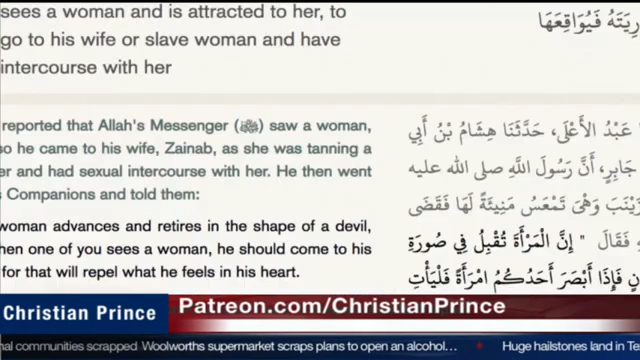 sees a woman and is attracted to her, to
go to his wife or slave woman and have
intercourse with her
رِيَتَهُ فَيُوَاقِعَهَا
reported that Allah's Messenger (ﷺ) saw a woman,
so he came to his wife, Zainab, as she was tanning a
er and had sexual intercourse with her. He then went
s Companions and told them:
عَبْدُ الأَعْلَى، حَدَّثَنَا هِشَامُ بْنُ أَبِي
جَابِرٍ، أَنَّ رَسُولَ اللَّهِ صلى الله عليه
زَيْنَبَ وَهْىَ تَمْعَسُ مَنِيئَةً لَهَا فَقَضَى
فَقَالَ " إِنَّ الْمَرْأَةَ تُقْبِلُ فِي صُورَةِ
نٍ فَإِذَا أَبْصَرَ أَحَدُكُمُ امْرَأَةً فَلْيَأْتِ
woman advances and retires in the shape of a devil,
hen one of you sees a woman, he should come to his
for that will repel what he feels in his heart.
Christian Prince
Patreon.com/ChristianPrince
nal communities scrapped Woolworths supermarket scraps plans to open an alcohol... Huge hailstones land in Te